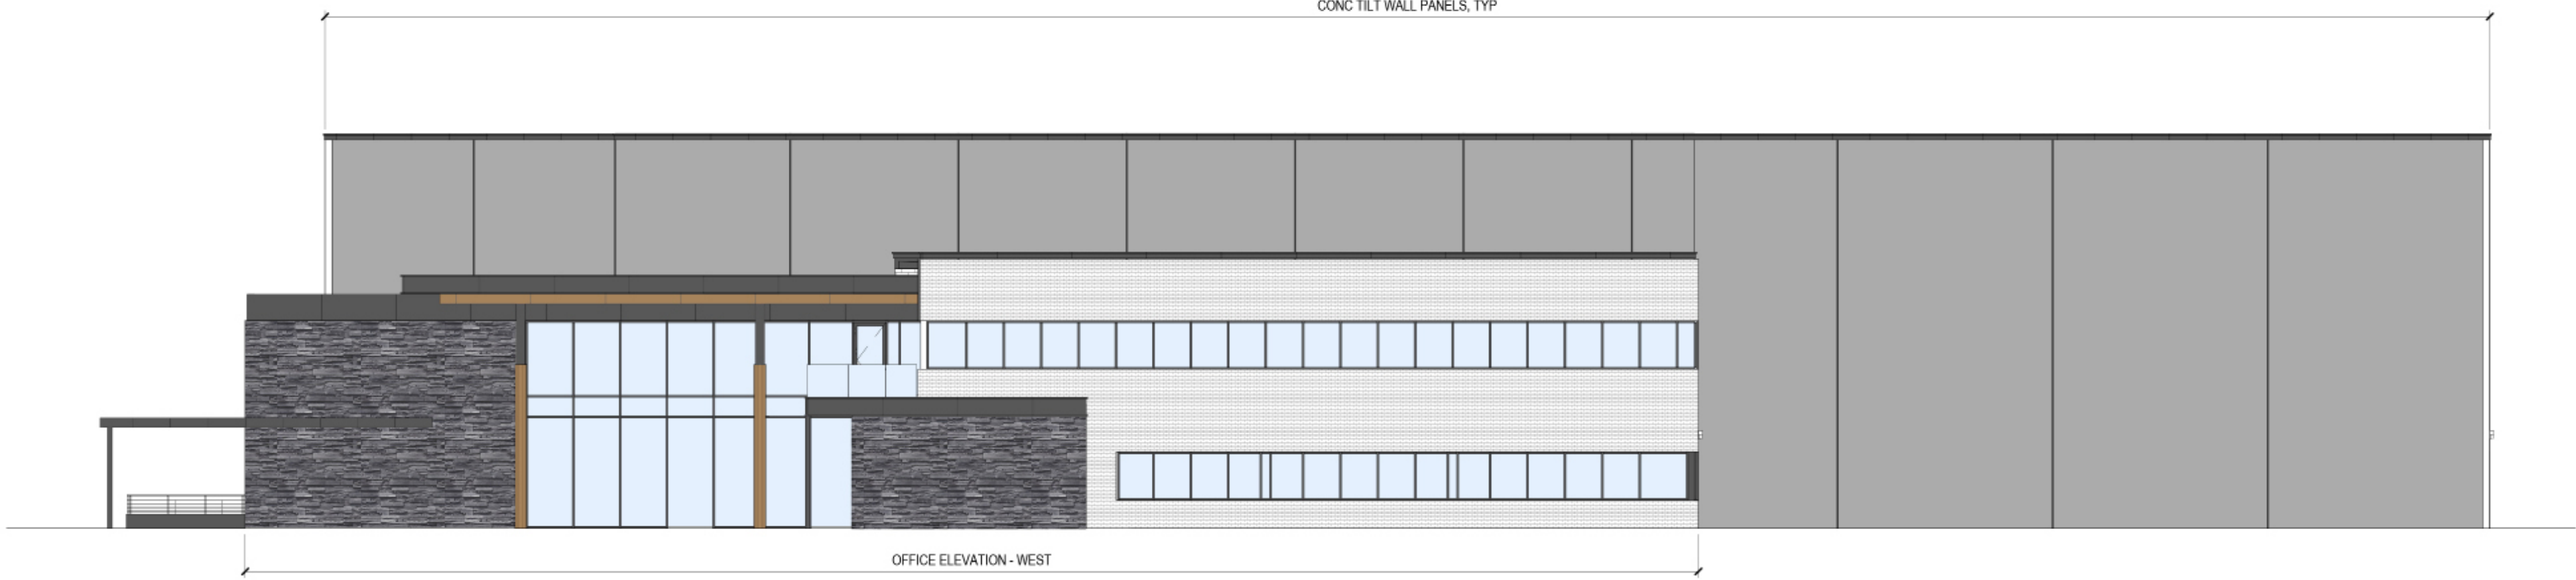 CONC TILT WALL PANELS, TYP
OFFICE ELEVATION - WEST